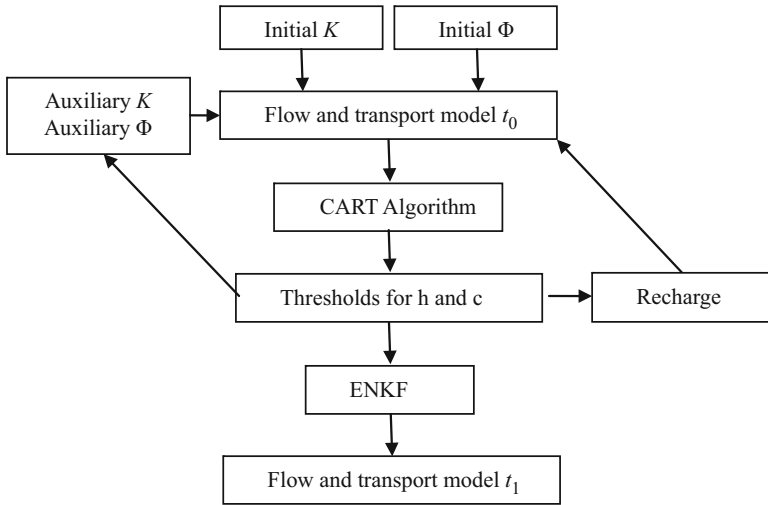 Initial K
Initial Φ
Auxiliary K
Auxiliary Φ
Flow and transport model t0
CART Algorithm
Thresholds for h and c
Recharge
ENKF
Flow and transport model t1